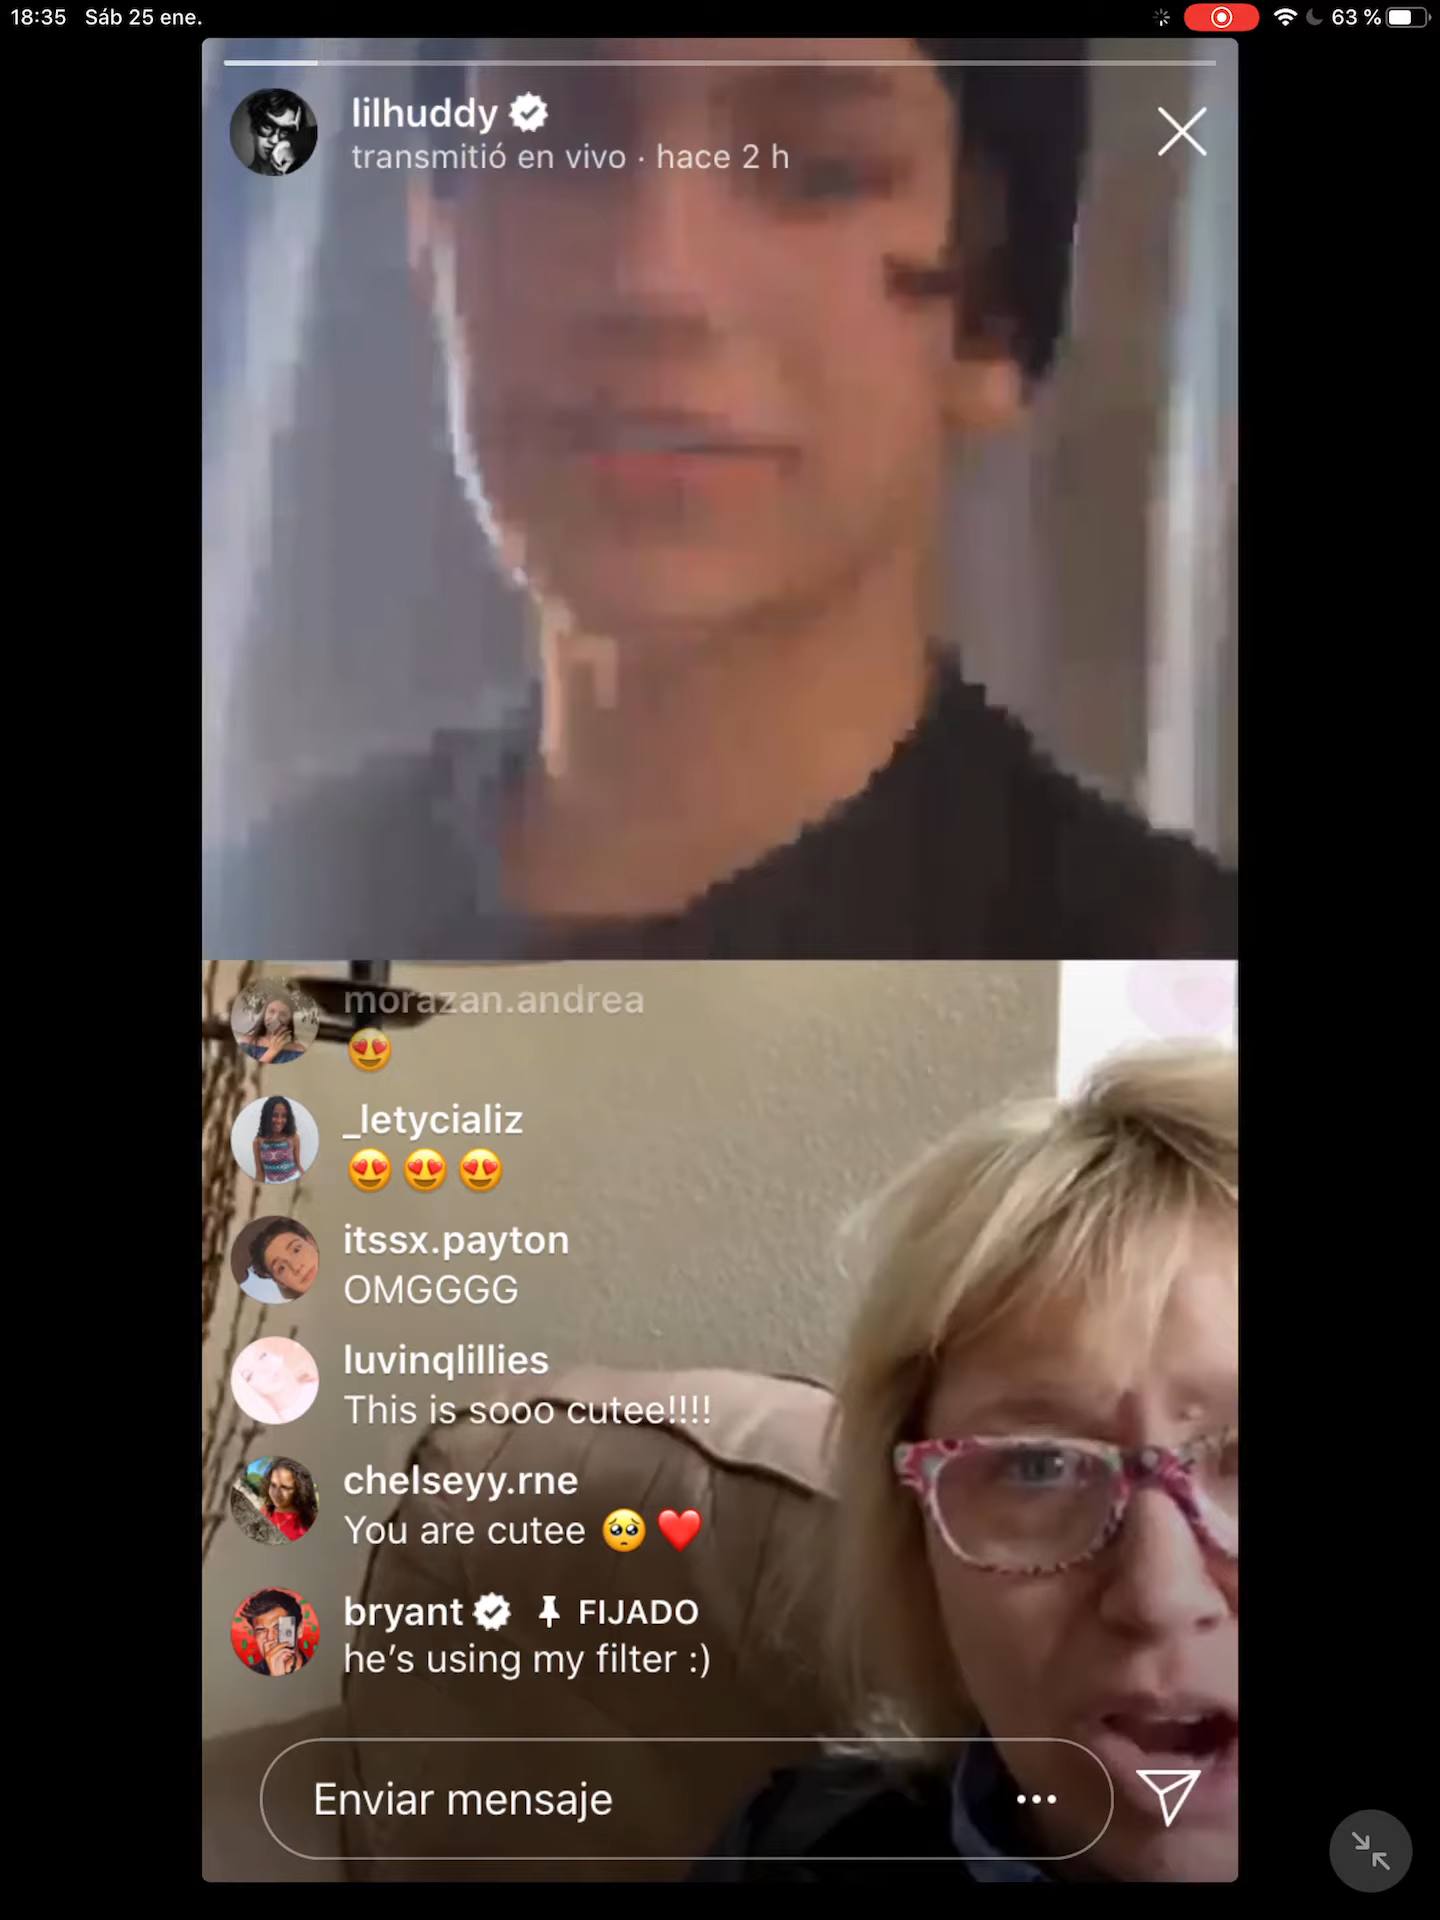 18:35 Sáb 25 ene. 63 %
lilhuddy
transmitió en vivo · hace 2 h
morazan.andrea
😍
_letycializ
😍😍😍
itssx.payton
OMGGGG
luvinqlillies
This is sooo cutee!!!!
chelseyy.rne
You are cutee 🥺❤️
bryant FIJADO
he's using my filter :)
Enviar mensaje